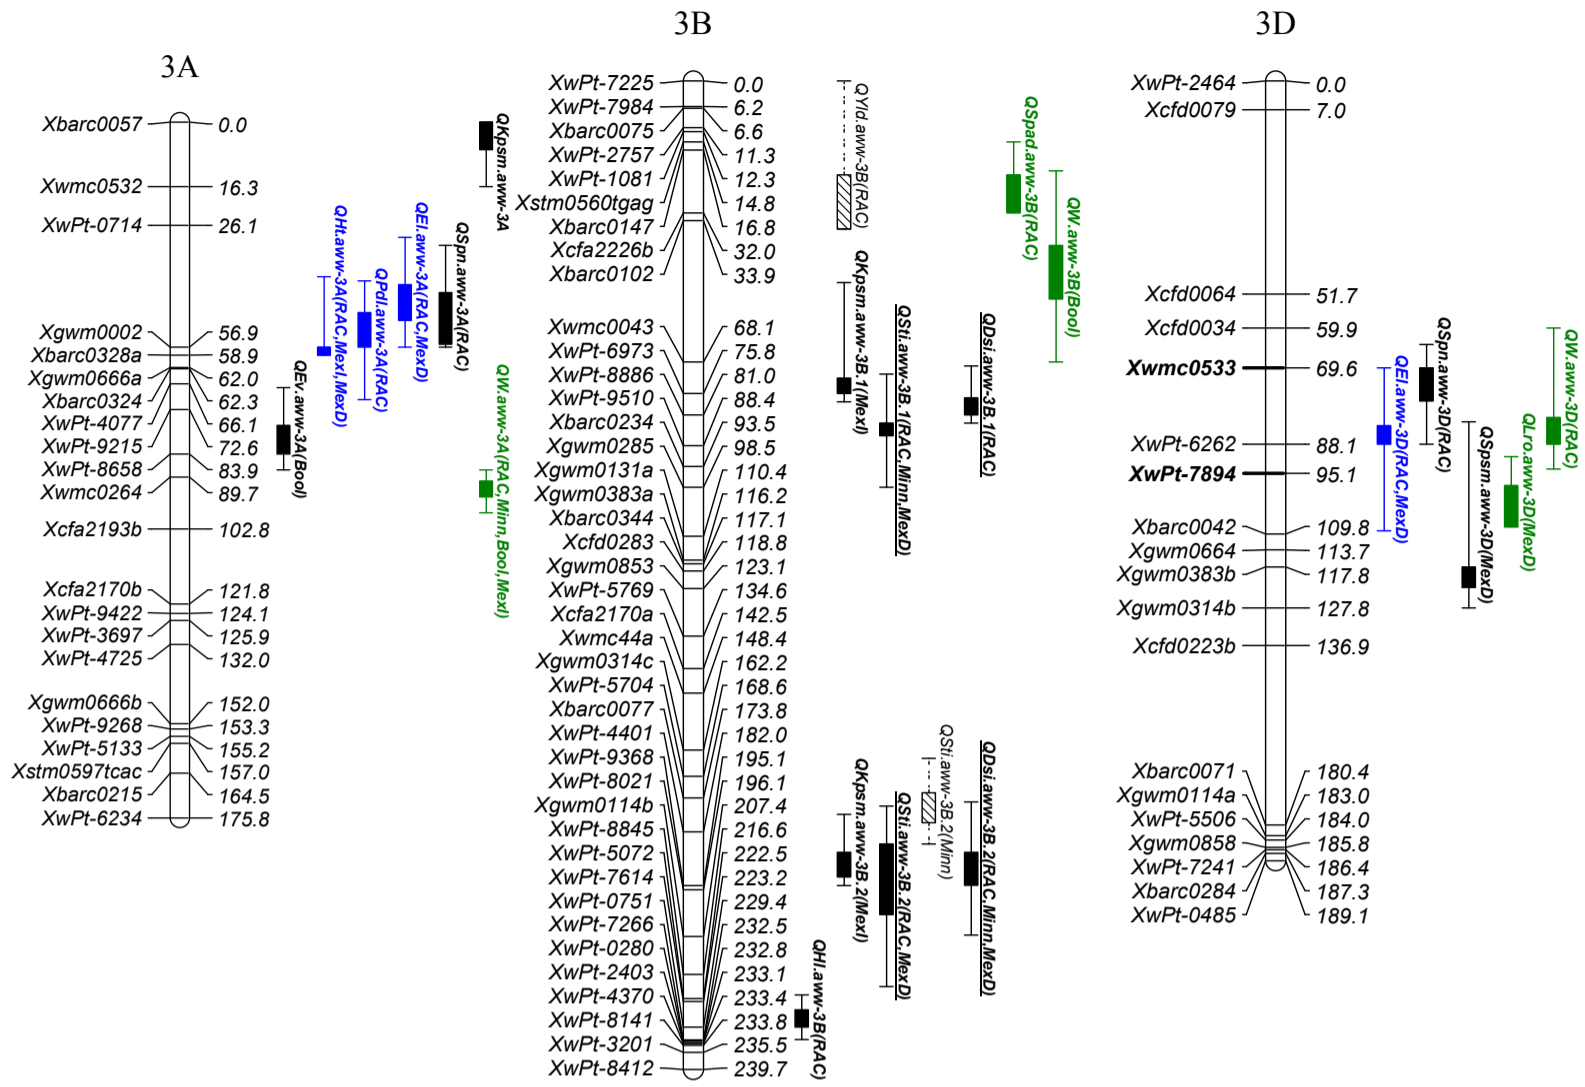 3A
Xbarc0057 0.0
Xwmc0532 16.3
XwPt-0714 26.1
Xgwm0002 56.9
Xbarc0328a 58.9
Xgwm0666a 62.0
Xbarc0324 62.3
XwPt-4077 66.1
XwPt-9215 72.6
XwPt-8658 83.9
Xwmc0264 89.7
Xcfa2193b 102.8
Xcfa2170b 121.8
XwPt-9422 124.1
XwPt-3697 125.9
XwPt-4725 132.0
Xgwm0666b 152.0
XwPt-9268 153.3
XwPt-5133 155.2
Xstm0597tcac 157.0
Xbarc0215 164.5
XwPt-6234 175.8
QEv.aww-3A(Bool)
QHt.aww-3A(RAC,MexI,MexD)
QPdl.aww-3A(RAC)
QEl.aww-3A(RAC,MexD)
QSpn.aww-3A(RAC)
QKpsm.aww-3A
QW.aww-3A(RAC,Minn,Bool,MexI)
3B
XwPt-7225 0.0
XwPt-7984 6.2
Xbarc0075 6.6
XwPt-2757 11.3
XwPt-1081 12.3
Xstm0560tgag 14.8
Xbarc0147 16.8
Xcfa2226b 32.0
Xbarc0102 33.9
Xwmc0043 68.1
XwPt-6973 75.8
XwPt-8886 81.0
XwPt-9510 88.4
Xbarc0234 93.5
Xgwm0285 98.5
Xgwm0131a 110.4
Xgwm0383a 116.2
Xbarc0344 117.1
Xcfd0283 118.8
Xgwm0853 123.1
XwPt-5769 134.6
Xcfa2170a 142.5
Xwmc44a 148.4
Xgwm0314c 162.2
XwPt-5704 168.6
Xbarc0077 173.8
XwPt-4401 182.0
XwPt-9368 195.1
XwPt-8021 196.1
Xgwm0114b 207.4
XwPt-8845 216.6
XwPt-5072 222.5
XwPt-7614 223.2
XwPt-0751 229.4
XwPt-7266 232.5
XwPt-0280 232.8
XwPt-2403 233.1
XwPt-4370 233.4
XwPt-8141 233.8
XwPt-3201 235.5
XwPt-8412 239.7
QHl.aww-3B(RAC)
QYld.aww-3B(RAC)
QKpsm.aww-3B.1(MexI)
QSti.aww-3B.1(RAC,Minn,MexD)
QDsi.aww-3B.1(RAC)
QSpad.aww-3B(RAC)
QW.aww-3B(Bool)
QKpsm.aww-3B.2(MexI)
QSti.aww-3B.2(RAC,MexD)
QSti.aww-3B.2(Minn)
QDsi.aww-3B.2(RAC,Minn,MexD)
3D
XwPt-2464 0.0
Xcfd0079 7.0
Xcfd0064 51.7
Xcfd0034 59.9
Xwmc0533 69.6
XwPt-6262 88.1
XwPt-7894 95.1
Xbarc0042 109.8
Xgwm0664 113.7
Xgwm0383b 117.8
Xgwm0314b 127.8
Xcfd0223b 136.9
Xbarc0071 180.4
Xgwm0114a 183.0
XwPt-5506 184.0
Xgwm0858 185.8
XwPt-7241 186.4
Xbarc0284 187.3
XwPt-0485 189.1
QEl.aww-3D(RAC,MexD)
QSpn.aww-3D(RAC)
QSpsm.aww-3D(MexD)
QLro.aww-3D(MexD)
QW.aww-3D(RAC)